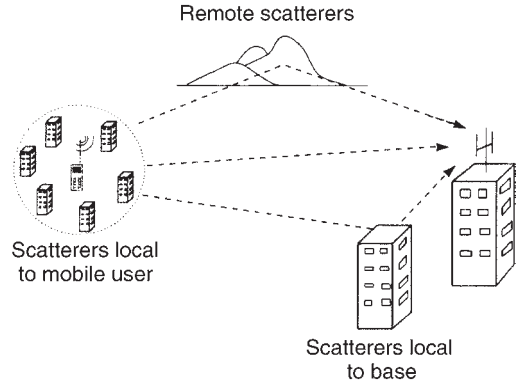 Remote scatterers
Scatterers local
to mobile user
Scatterers local
to base